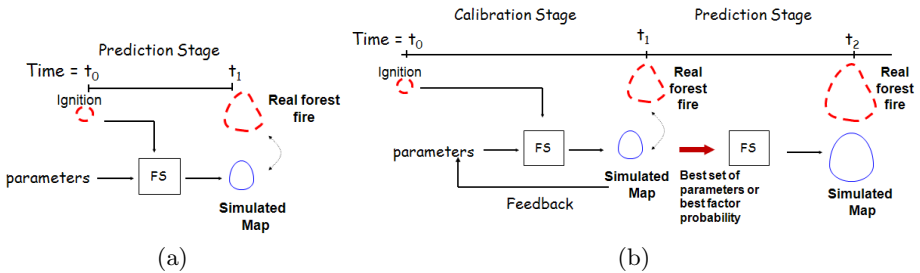 Prediction Stage
Time = t0
t1
Ignition
Real forest
fire
parameters
FS
Simulated
Map
(a)
Calibration Stage
Prediction Stage
Time = t0
t1
t2
Ignition
Real
forest
fire
Real
forest
fire
parameters
FS
FS
Simulated
Map
Best set of
parameters or
best factor
probability
Simulated
Map
Feedback
(b)